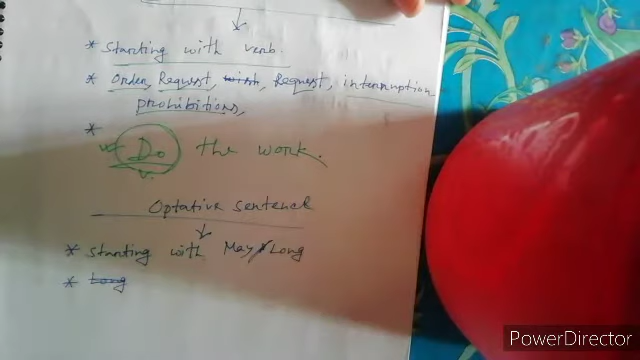 * Starting with verb.
* Order, Request, wish, Request, interruption
prohibitions,
*
Do the work.
v.
Optative sentence
* starting with May/Long
* Long
PowerDirector